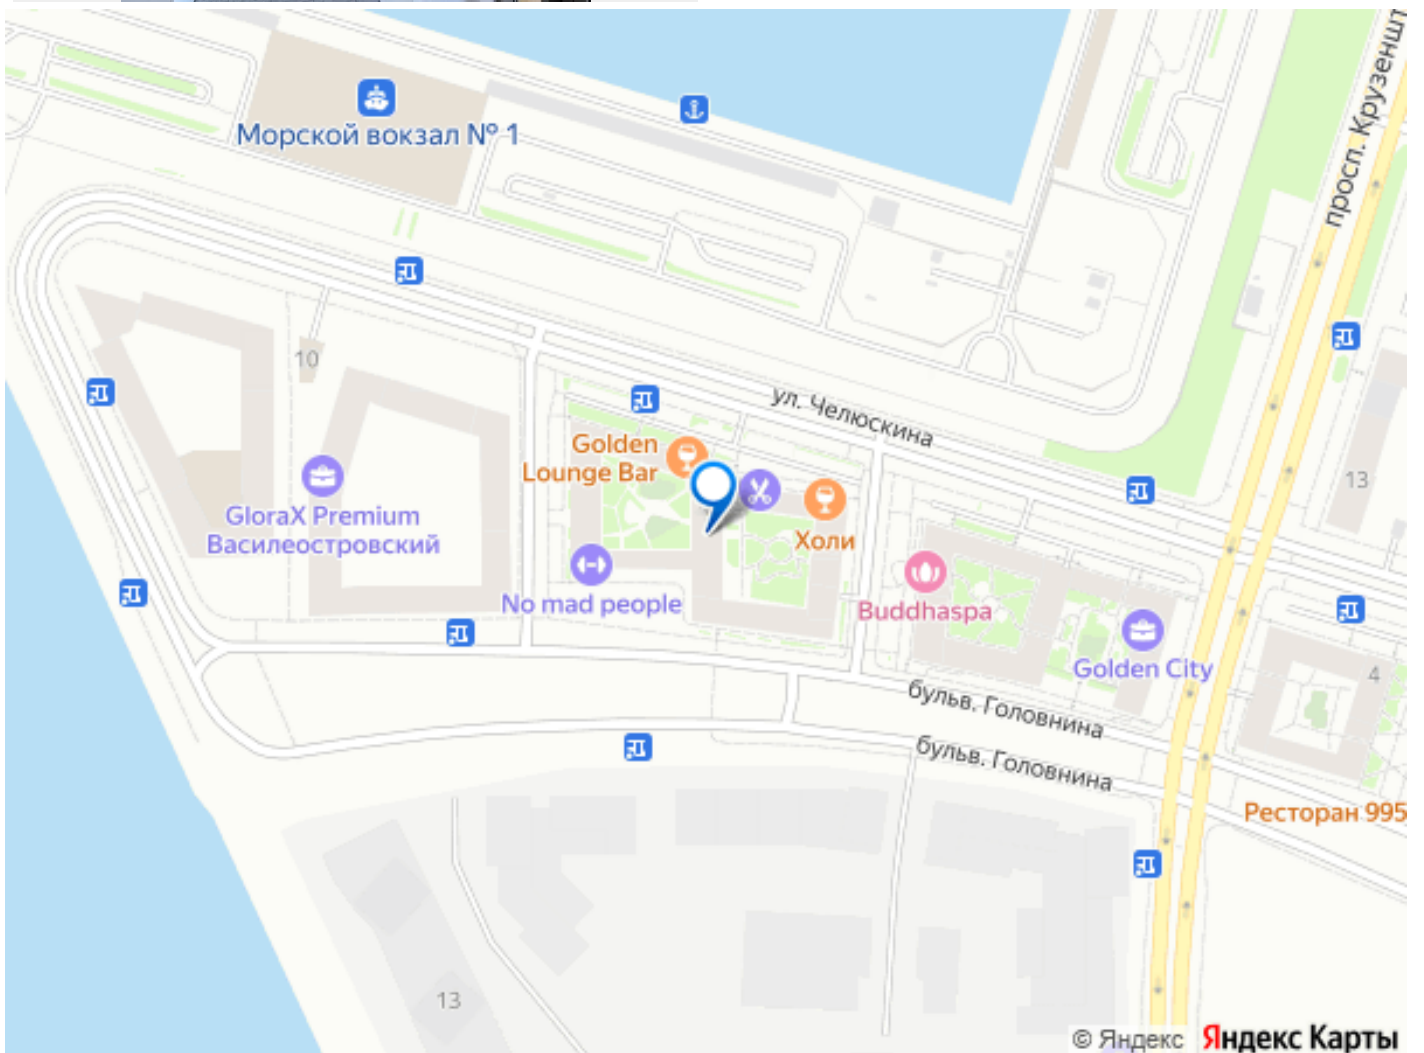 Морской вокзал № 1
просп. Крузеншт
10
ул. Челюскина
Golden
Lounge Bar
13
GloraX Premium
Василеостровский
Холи
No mad people
Buddhaspa
Golden City
4
бульв. Головнина
бульв. Головнина
Ресторан 995
13
© Яндекс Яндекс Карты